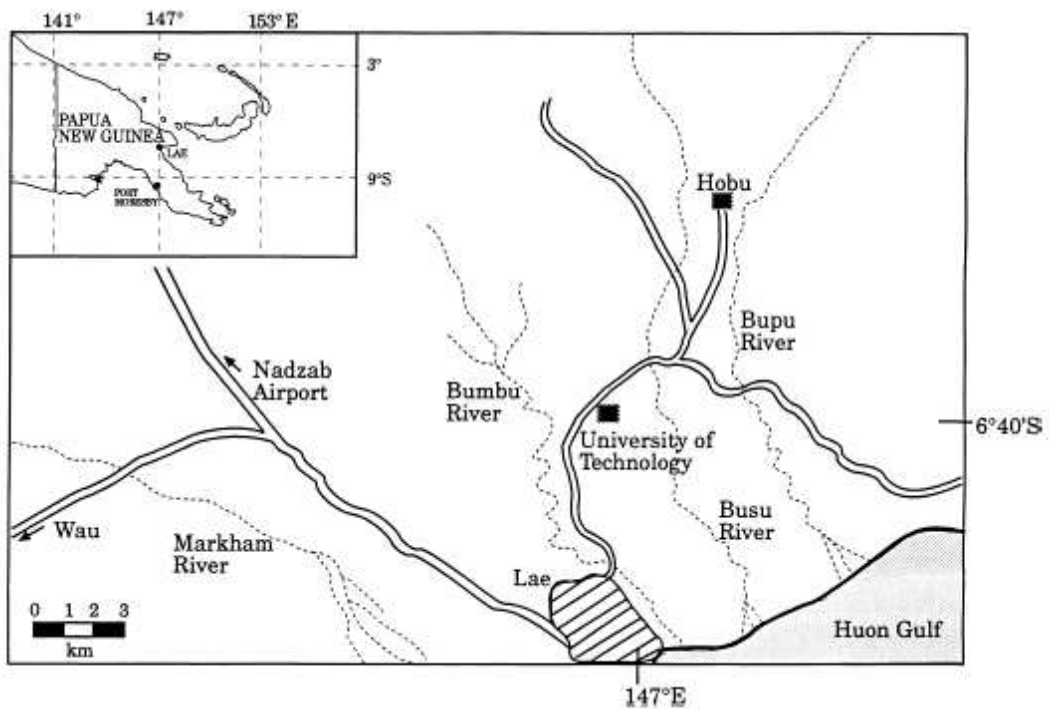 141° 147° 153° E
3°
PAPUA
NEW GUINEA
LAE
9°S
PORT
MORESBY
Hobu
Nadzab
Airport
Bumbu
River
Bupu
River
6°40'S
University of
Technology
Wau
Markham
River
Busu
River
Lae
0 1 2 3
km
Huon Gulf
147°E